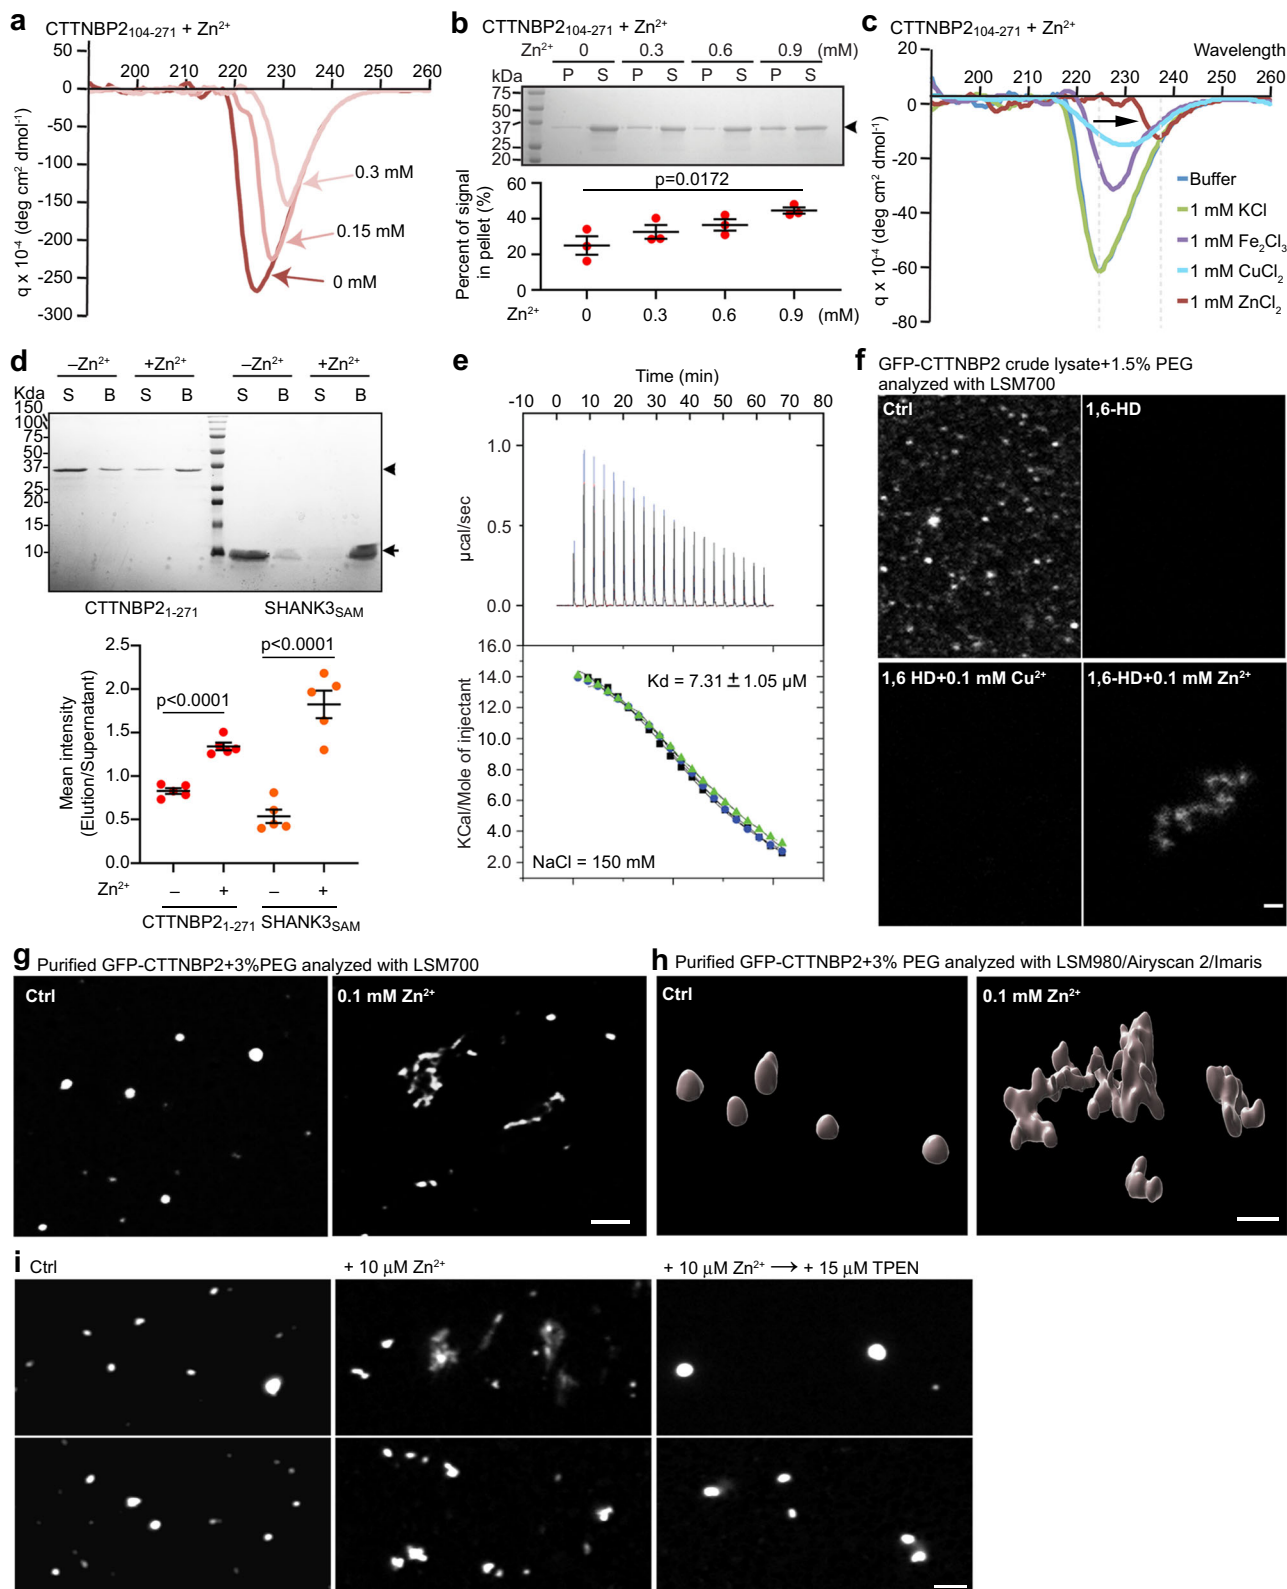 a
CTTNBP2104-271 + Zn2+
50
0
-50
-100
-150
-200
-250
-300
200 210 220 230 240 250 260
q x 10-4 (deg cm2 dmol-1)
0.3 mM
0.15 mM
0 mM
b
CTTNBP2104-271 + Zn2+
Zn2+ 0 0.3 0.6 0.9 (mM)
kDa P S P S P S P S
75
50
37
25
20
p=0.0172
Percent of signal
in pellet (%)
60
40
20
0
Zn2+ 0 0.3 0.6 0.9 (mM)
c
CTTNBP2104-271 + Zn2+
Wavelength
20
0
-20
-40
-60
-80
200 210 220 230 240 250 260
q x 10-4 (deg cm2 dmol-1)
Buffer
1 mM KCl
1 mM Fe2Cl3
1 mM CuCl2
1 mM ZnCl2
d
–Zn2+ +Zn2+ –Zn2+ +Zn2+
Kda S B S B S B S B
150
100
75
50
37
25
20
15
10
CTTNBP21-271 SHANK3SAM
p<0.0001
p<0.0001
Mean intensity
(Elution/Supernatant)
2.5
2.0
1.5
1.0
0.5
0.0
Zn2+ – + – +
CTTNBP21-271 SHANK3SAM
e
Time (min)
-10 0 10 20 30 40 50 60 70 80
1.0
0.5
0.0
µcal/sec
16.0
14.0
12.0
10.0
8.0
6.0
4.0
2.0
KCal/Mole of injectant
Kd = 7.31 ± 1.05 µM
NaCl = 150 mM
f
GFP-CTTNBP2 crude lysate+1.5% PEG
analyzed with LSM700
Ctrl
1,6-HD
1,6 HD+0.1 mM Cu2+
1,6-HD+0.1 mM Zn2+
g
Purified GFP-CTTNBP2+3%PEG analyzed with LSM700
Ctrl
0.1 mM Zn2+
h
Purified GFP-CTTNBP2+3% PEG analyzed with LSM980/Airyscan 2/Imaris
Ctrl
0.1 mM Zn2+
i
Ctrl
+ 10 µM Zn2+
+ 10 µM Zn2+ → + 15 µM TPEN